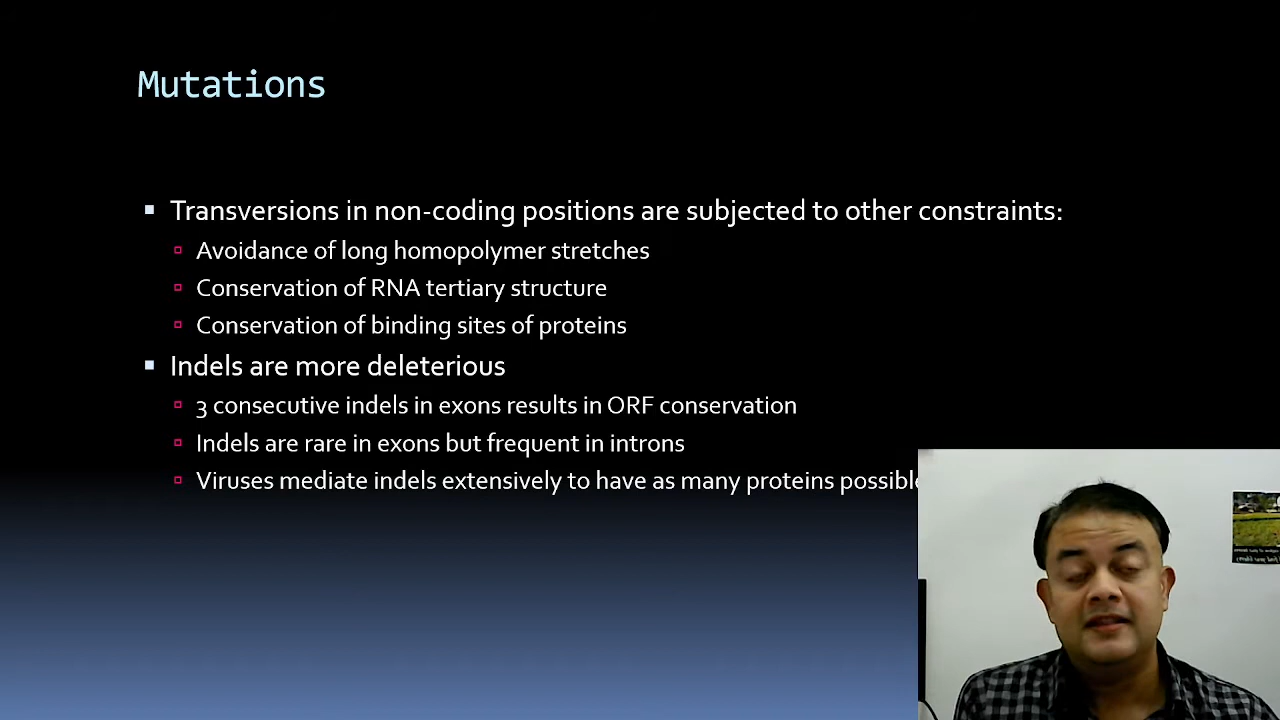 Mutations
Transversions in non-coding positions are subjected to other constraints:
Avoidance of long homopolymer stretches
Conservation of RNA tertiary structure
Conservation of binding sites of proteins
Indels are more deleterious
3 consecutive indels in exons results in ORF conservation
Indels are rare in exons but frequent in introns
Viruses mediate indels extensively to have as many proteins possible